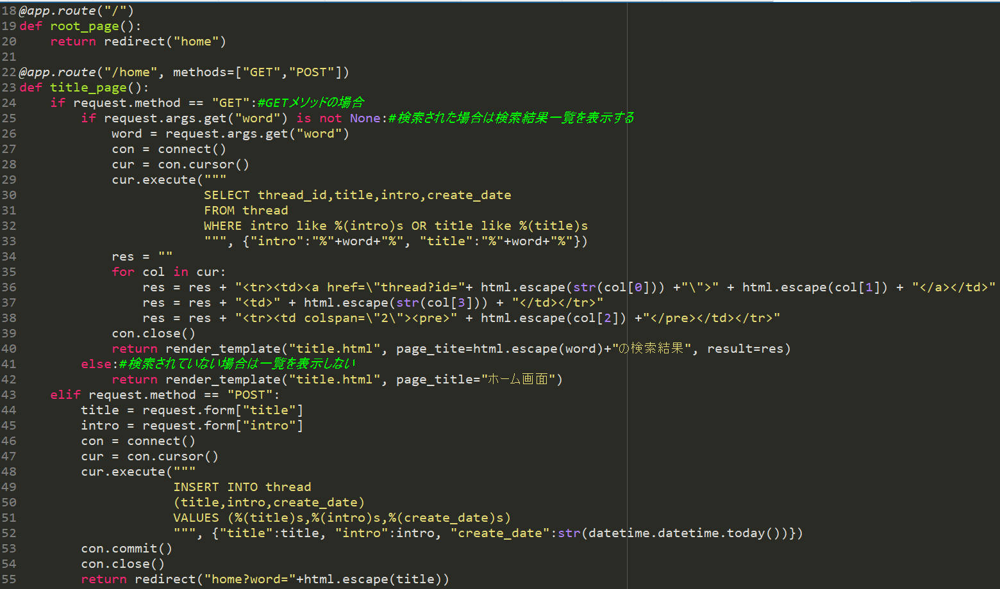 18 @app.route("/")
19 def root_page():
20     return redirect("home")
21
22 @app.route("/home", methods=["GET","POST"])
23 def title_page():
24     if request.method == "GET":#GETメソッドの場合
25         if request.args.get("word") is not None:#検索された場合は検索結果一覧を表示する
26             word = request.args.get("word")
27             con = connect()
28             cur = con.cursor()
29             cur.execute("""
30                         SELECT thread_id,title,intro,create_date
31                         FROM thread
32                         WHERE intro like %(intro)s OR title like %(title)s
33                         """, {"intro":"%"+word+"%", "title":"%"+word+"%"})
34             res = ""
35             for col in cur:
36                 res = res + "<tr><td><a href=\"thread?id="+ html.escape(str(col[0])) +"\">" + html.escape(col[1]) + "</a></td>"
37                 res = res + "<td>" + html.escape(str(col[3])) + "</td></tr>"
38                 res = res + "<tr><td colspan=\"2\"><pre>" + html.escape(col[2]) +"</pre></td></tr>"
39             con.close()
40             return render_template("title.html", page_tite=html.escape(word)+"の検索結果", result=res)
41         else:#検索されていない場合は一覧を表示しない
42             return render_template("title.html", page_title="ホーム画面")
43     elif request.method == "POST":
44         title = request.form["title"]
45         intro = request.form["intro"]
46         con = connect()
47         cur = con.cursor()
48         cur.execute("""
49                     INSERT INTO thread
50                     (title,intro,create_date)
51                     VALUES (%(title)s,%(intro)s,%(create_date)s)
52                     """, {"title":title, "intro":intro, "create_date":str(datetime.datetime.today())})
53         con.commit()
54         con.close()
55         return redirect("home?word="+html.escape(title))